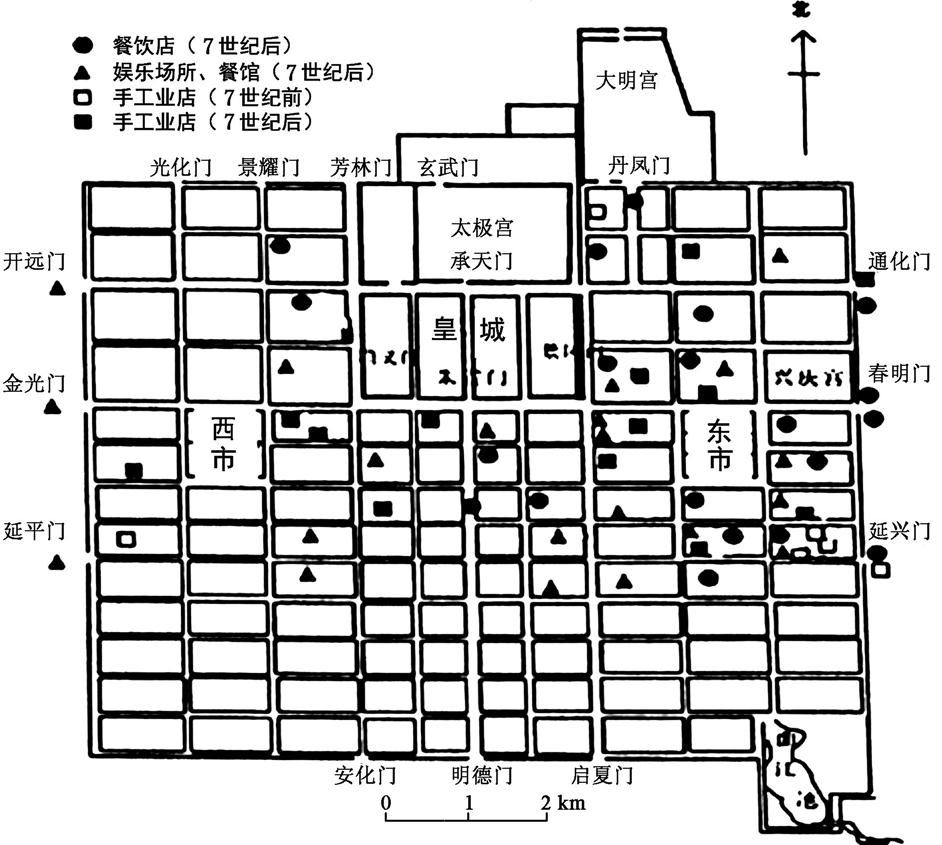 北
餐饮店（7世纪后）
娱乐场所、餐馆（7世纪后）
手工业店（7世纪前）
手工业店（7世纪后）
大明宫
光化门 景耀门 芳林门 玄武门 丹凤门
太极宫
承天门
开远门
通化门
皇城
金光门
春明门
西市
东市
延平门
延兴门
安化门 明德门 启夏门
0 1 2 km
池